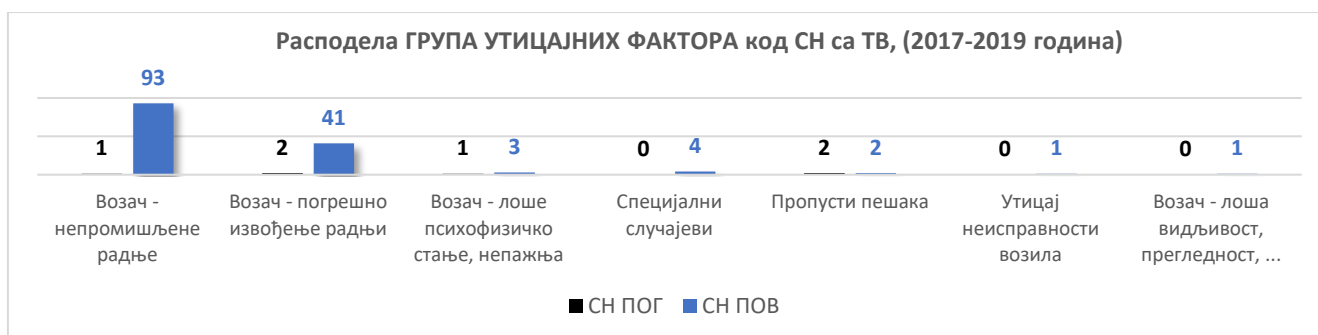 Расподела ГРУПА УТИЦАЈНИХ ФАКТОРА код СН са ТВ, (2017-2019 година)
1 93 2 41 1 3 0 4 2 2 0 1 0 1
Возач - непромишљене радње
Возач - погрешно извођење радњи
Возач - лоше психофизичко стање, непажња
Специјални случајеви
Пропусти пешака
Утицај неисправности возила
Возач - лоша видљивост, прегледност, ...
СН ПОГ СН ПОВ